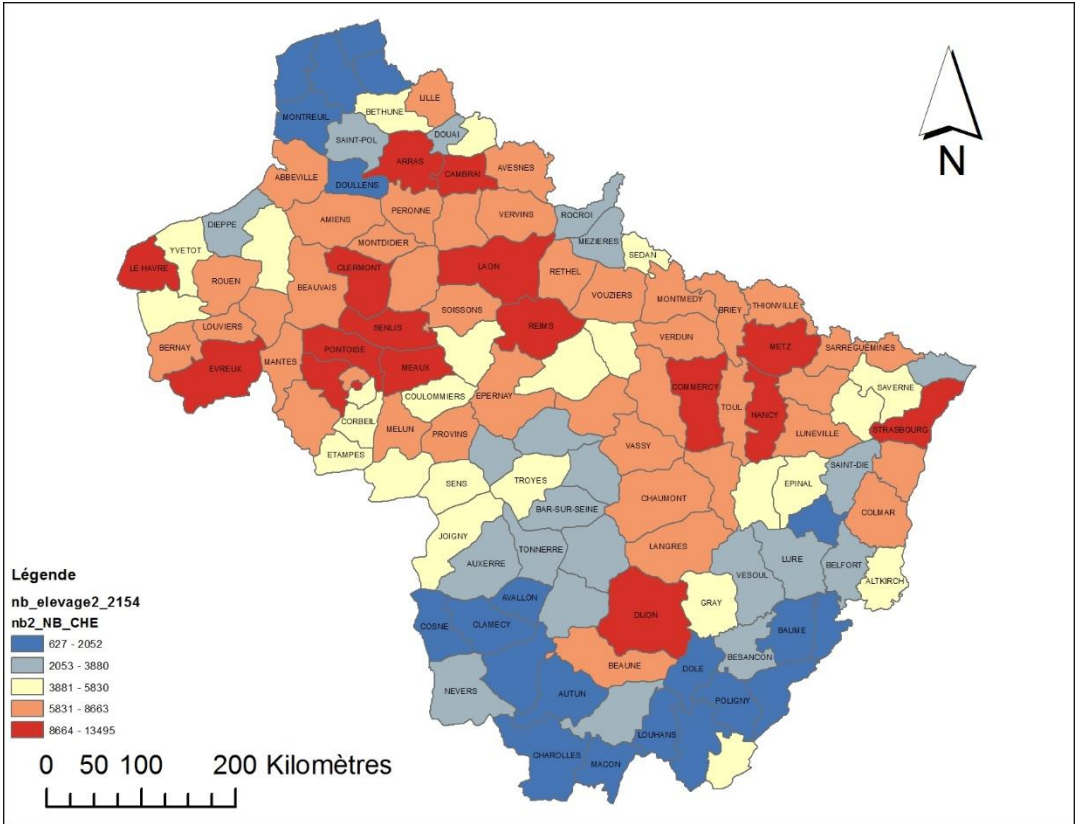 LILLE
BETHUNE
MONTREUIL
DOUAI
SAINT-POL
ARRAS
CAMBRAI
AVESNES
ABBEVILLE
DOULLENS
PERONNE
VERVINS
ROCROI
AMIENS
DIEPPE
MEZIERES
MONTDIDIER
YVETOT
SEDAN
LE HAVRE
CLERMONT
LAON
RETHEL
ROUEN
BEAUVAIS
VOUZIERS
MONTMEDY
THIONVILLE
BRIEY
SOISSONS
LOUVIERS
SENLIS
REIMS
VERDUN
METZ
BERNAY
PONTOISE
SARREGUEMINES
MANTES
EVREUX
MEAUX
COMMERCY
SAVERNE
COULOMMIERS
EPERNAY
TOUL
NANCY
CORBEIL
MELUN
PROVINS
STRASBOURG
LUNEVILLE
VASSY
ETAMPES
SAINT-DIE
TROYES
SENS
EPINAL
CHAUMONT
BAR-SUR-SEINE
COLMAR
JOIGNY
TONNERRE
LANGRES
AUXERRE
LURE
BELFORT
VESOUL
ALTKIRCH
AVALLON
GRAY
DIJON
COSNE
CLAMECY
BAUME
BESANCON
BEAUNE
DOLE
NEVERS
AUTUN
POLIGNY
LOUHANS
CHAROLLES
MACON
N
Légende
nb_elevage2_2154
nb2_NB_CHE
627 - 2052
2053 - 3880
3881 - 5830
5831 - 8663
8664 - 13495
0 50 100 200 Kilomètres